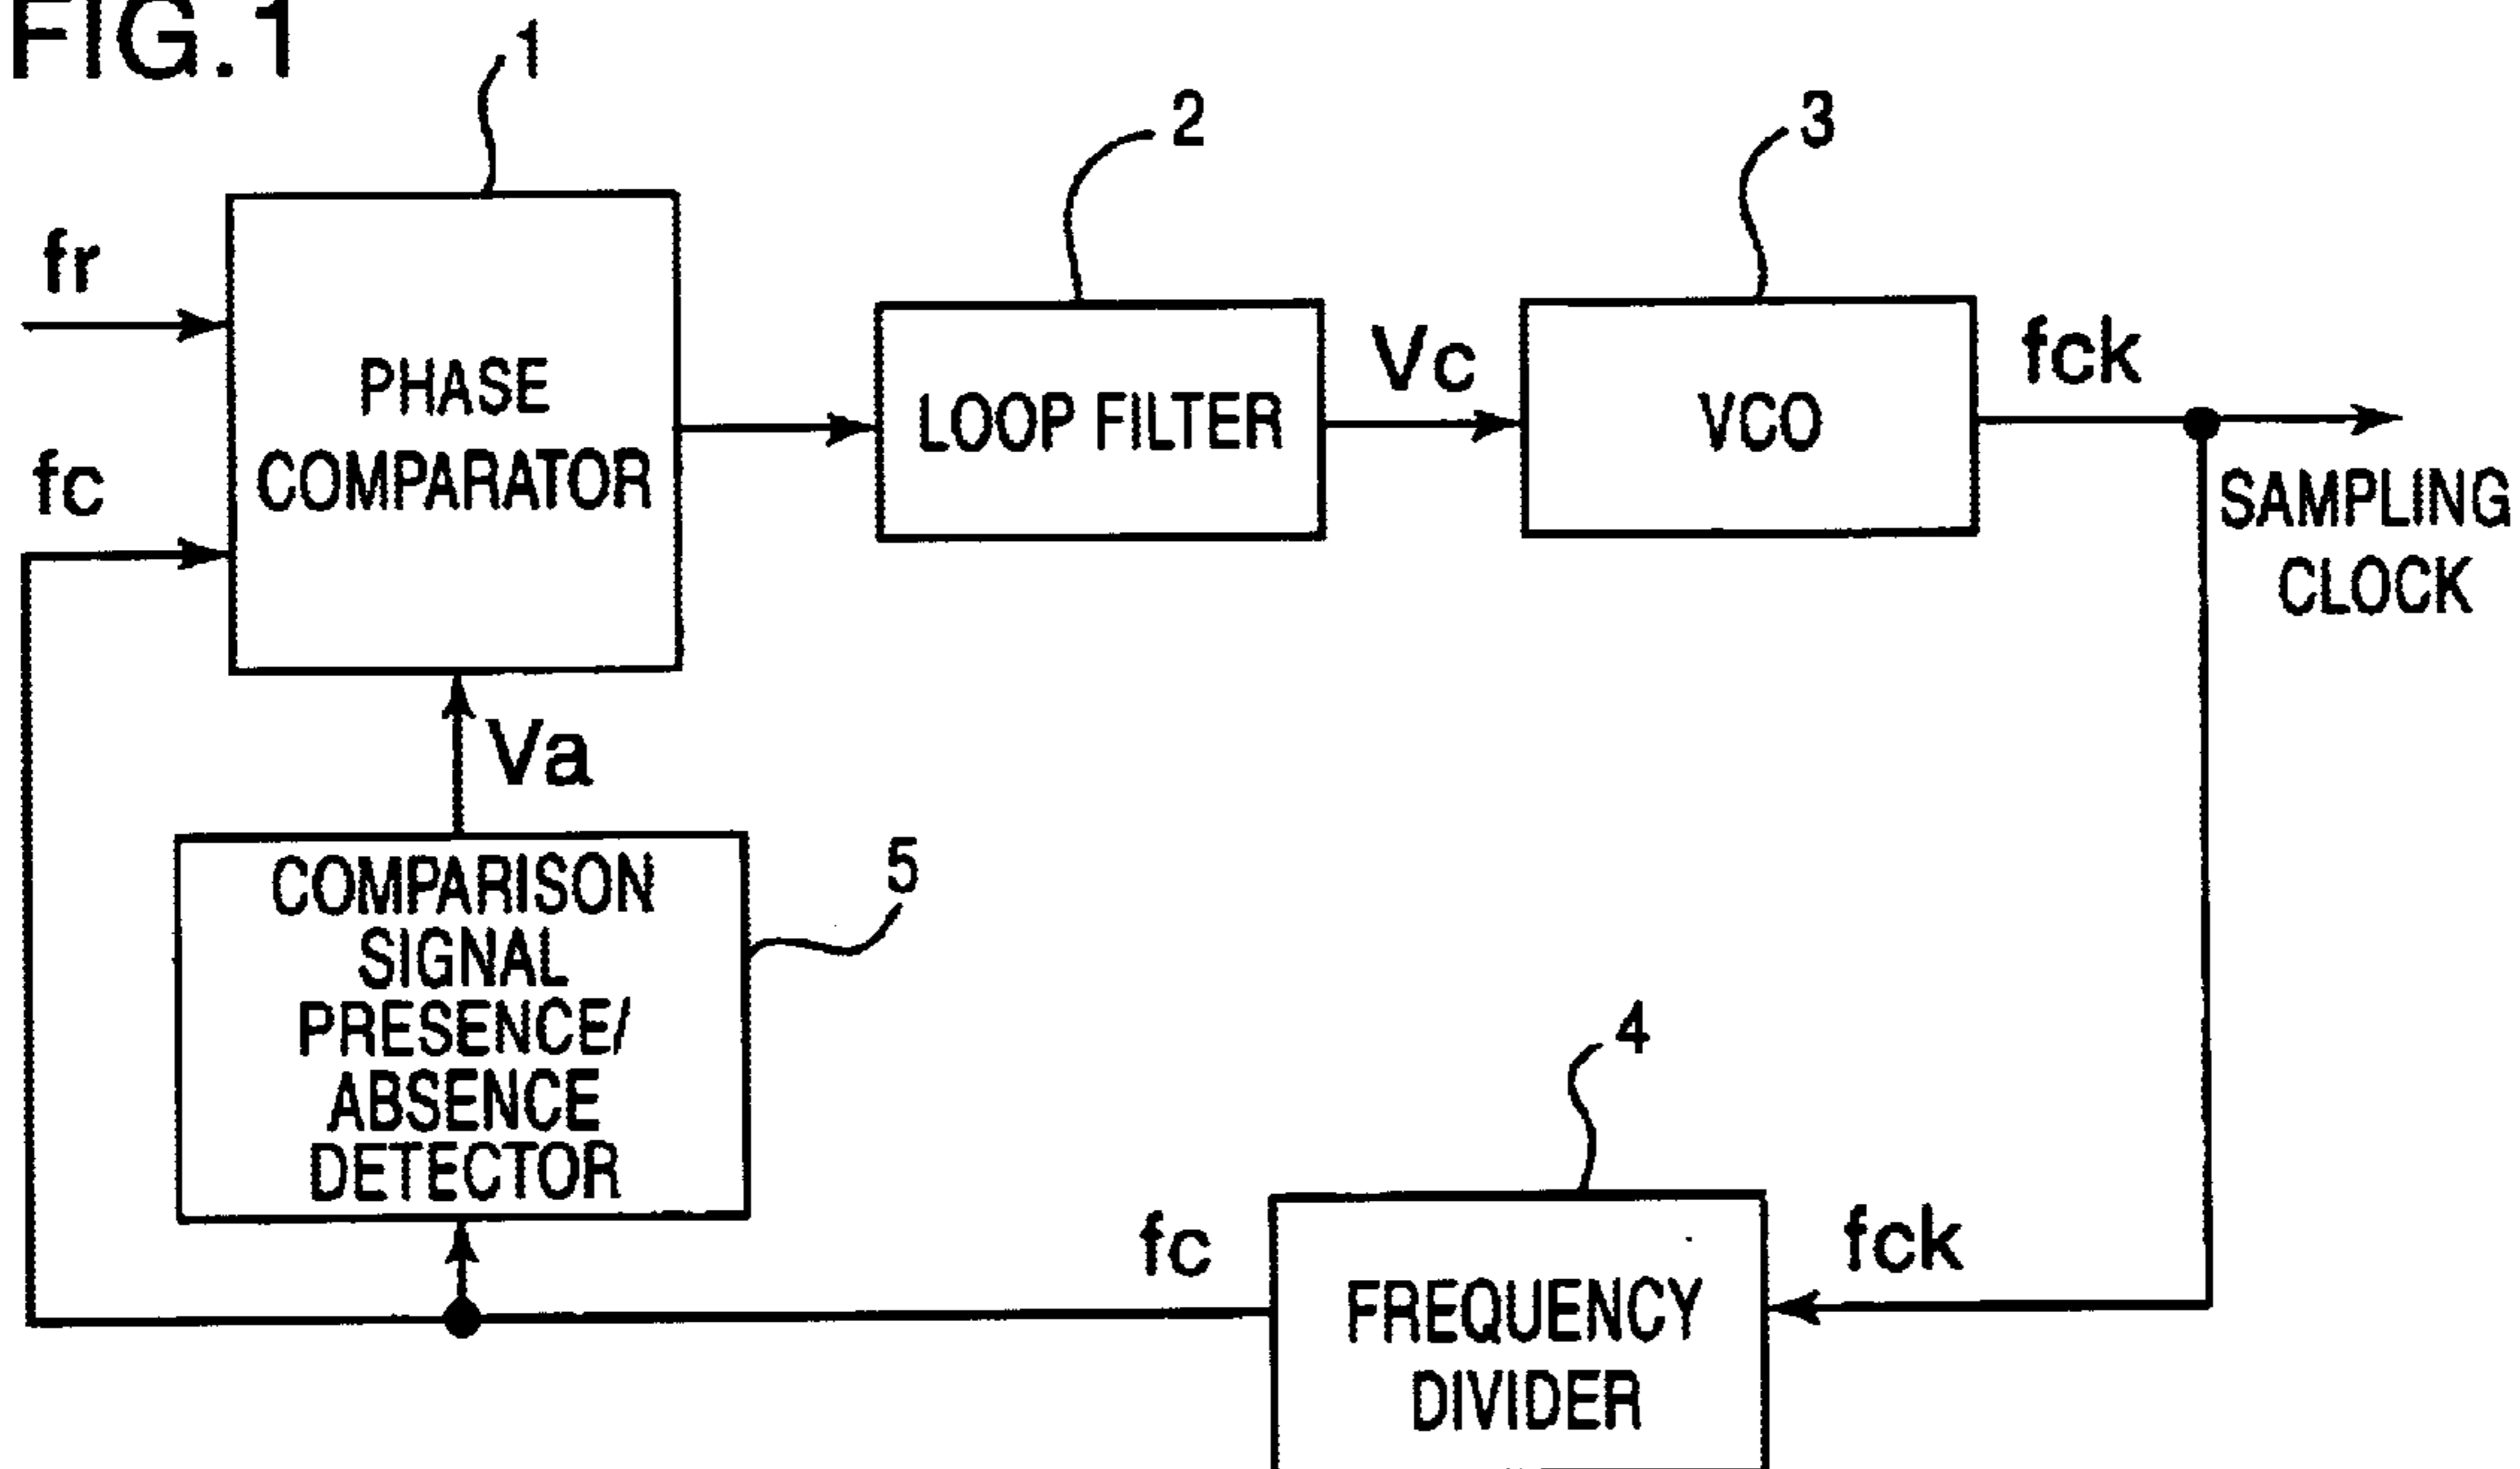 FIG.1
1
2
3
fr
PHASE
COMPARATOR
fc
LOOP FILTER
Vc
VCO
fck
SAMPLING
CLOCK
Va
COMPARISON
SIGNAL
PRESENCE/
ABSENCE
DETECTOR
5
4
fc
FREQUENCY
DIVIDER
fck